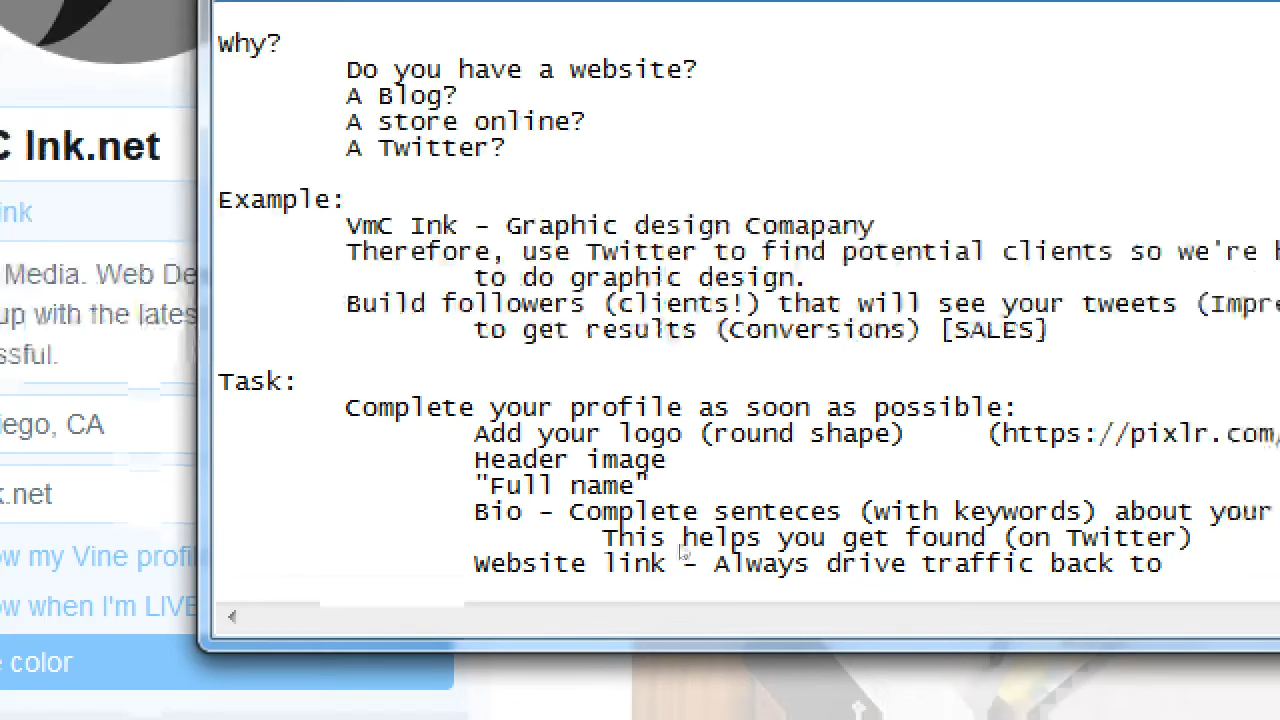 Why?
Do you have a website?
A Blog?
A store online?
A Twitter?
Example:
VmC Ink - Graphic design Comapany
Therefore, use Twitter to find potential clients so we're
to do graphic design.
Build followers (clients!) that will see your tweets (Impre
to get results (Conversions) [SALES]
Task:
Complete your profile as soon as possible:
Add your logo (round shape) (https://pixlr.com/
Header image
"Full name"
Bio - Complete senteces (with keywords) about your
This helps you get found (on Twitter)
Website link - Always drive traffic back to
C Ink.net
ink
Media. Web De
up with the lates
ssful.
iego, CA
k.net
ow my Vine profi
ow when I'm LIVE
e color